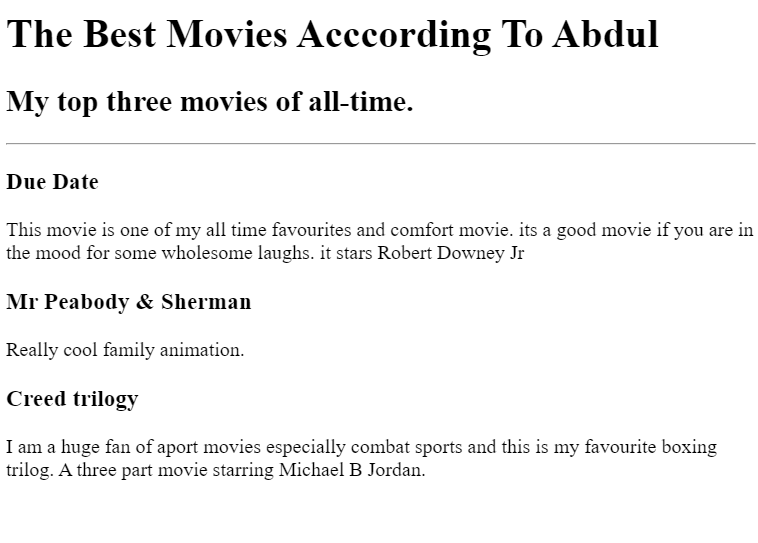 The Best Movies Acccording To Abdul
My top three movies of all-time.
Due Date
This movie is one of my all time favourites and comfort movie. its a good movie if you are in
the mood for some wholesome laughs. it stars Robert Downey Jr
Mr Peabody & Sherman
Really cool family animation.
Creed trilogy
I am a huge fan of aport movies especially combat sports and this is my favourite boxing
trilog. A three part movie starring Michael B Jordan.